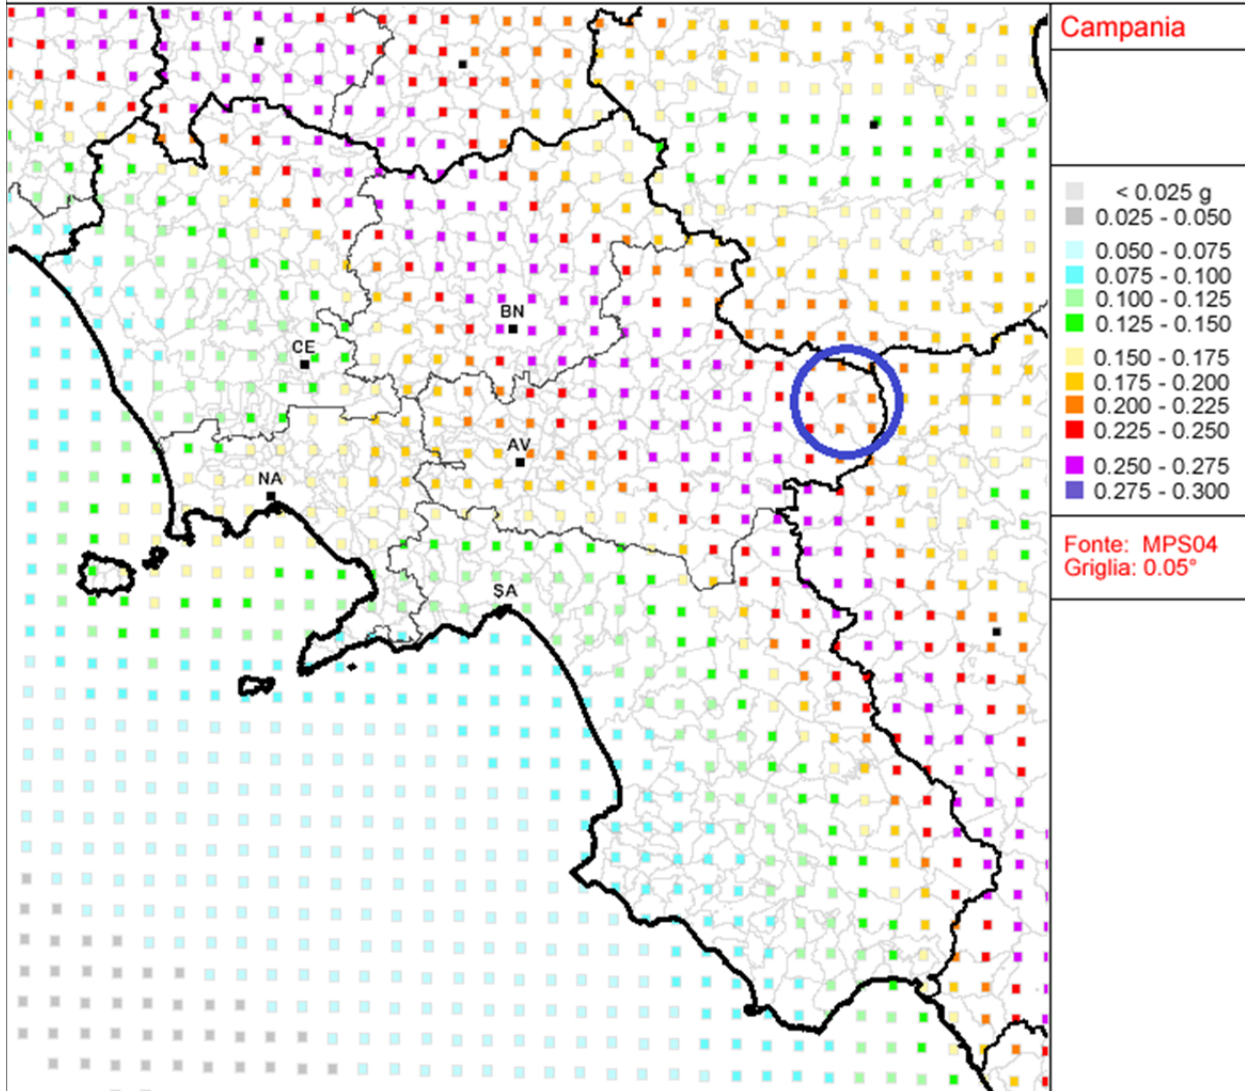 Campania
< 0.025 g
0.025 - 0.050
0.050 - 0.075
0.075 - 0.100
0.100 - 0.125
0.125 - 0.150
0.150 - 0.175
0.175 - 0.200
0.200 - 0.225
0.225 - 0.250
0.250 - 0.275
0.275 - 0.300
Fonte: MPS04
Griglia: 0.05°
BN
CE
AV
NA
SA